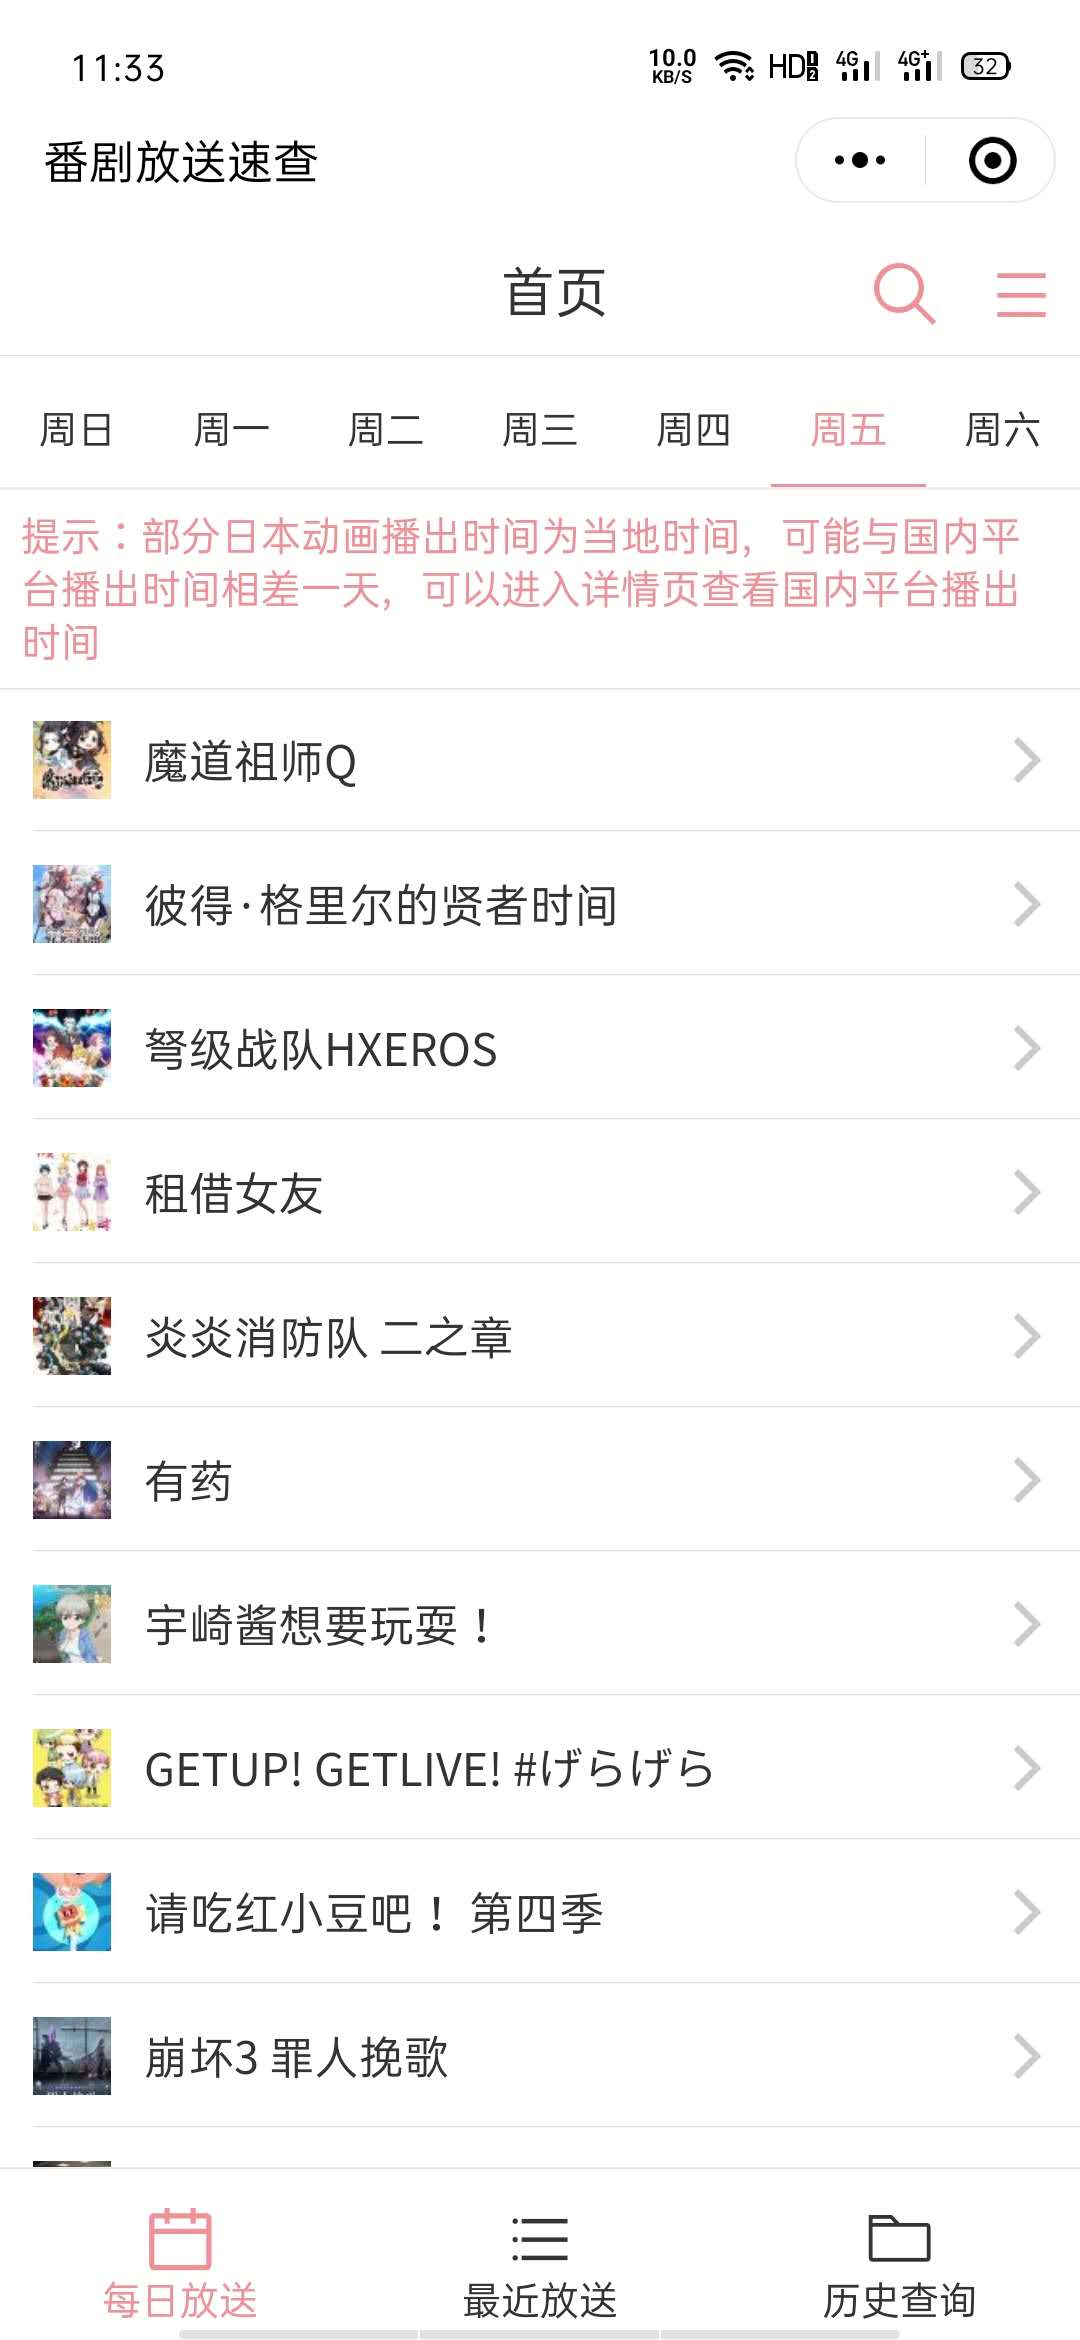 11:33
10.0
KB/S
HD 1 2
4G
4G+
32
番剧放送速查
首页
周日 周一 周二 周三 周四 周五 周六
提示：部分日本动画播出时间为当地时间，可能与国内平
台播出时间相差一天，可以进入详情页查看国内平台播出
时间
魔道祖师Q
彼得·格里尔的贤者时间
弩级战队HXEROS
租借女友
炎炎消防队 二之章
有药
宇崎酱想要玩耍！
GETUP! GETLIVE! #げらげら
请吃红小豆吧！ 第四季
崩坏3 罪人挽歌
每日放送 最近放送 历史查询